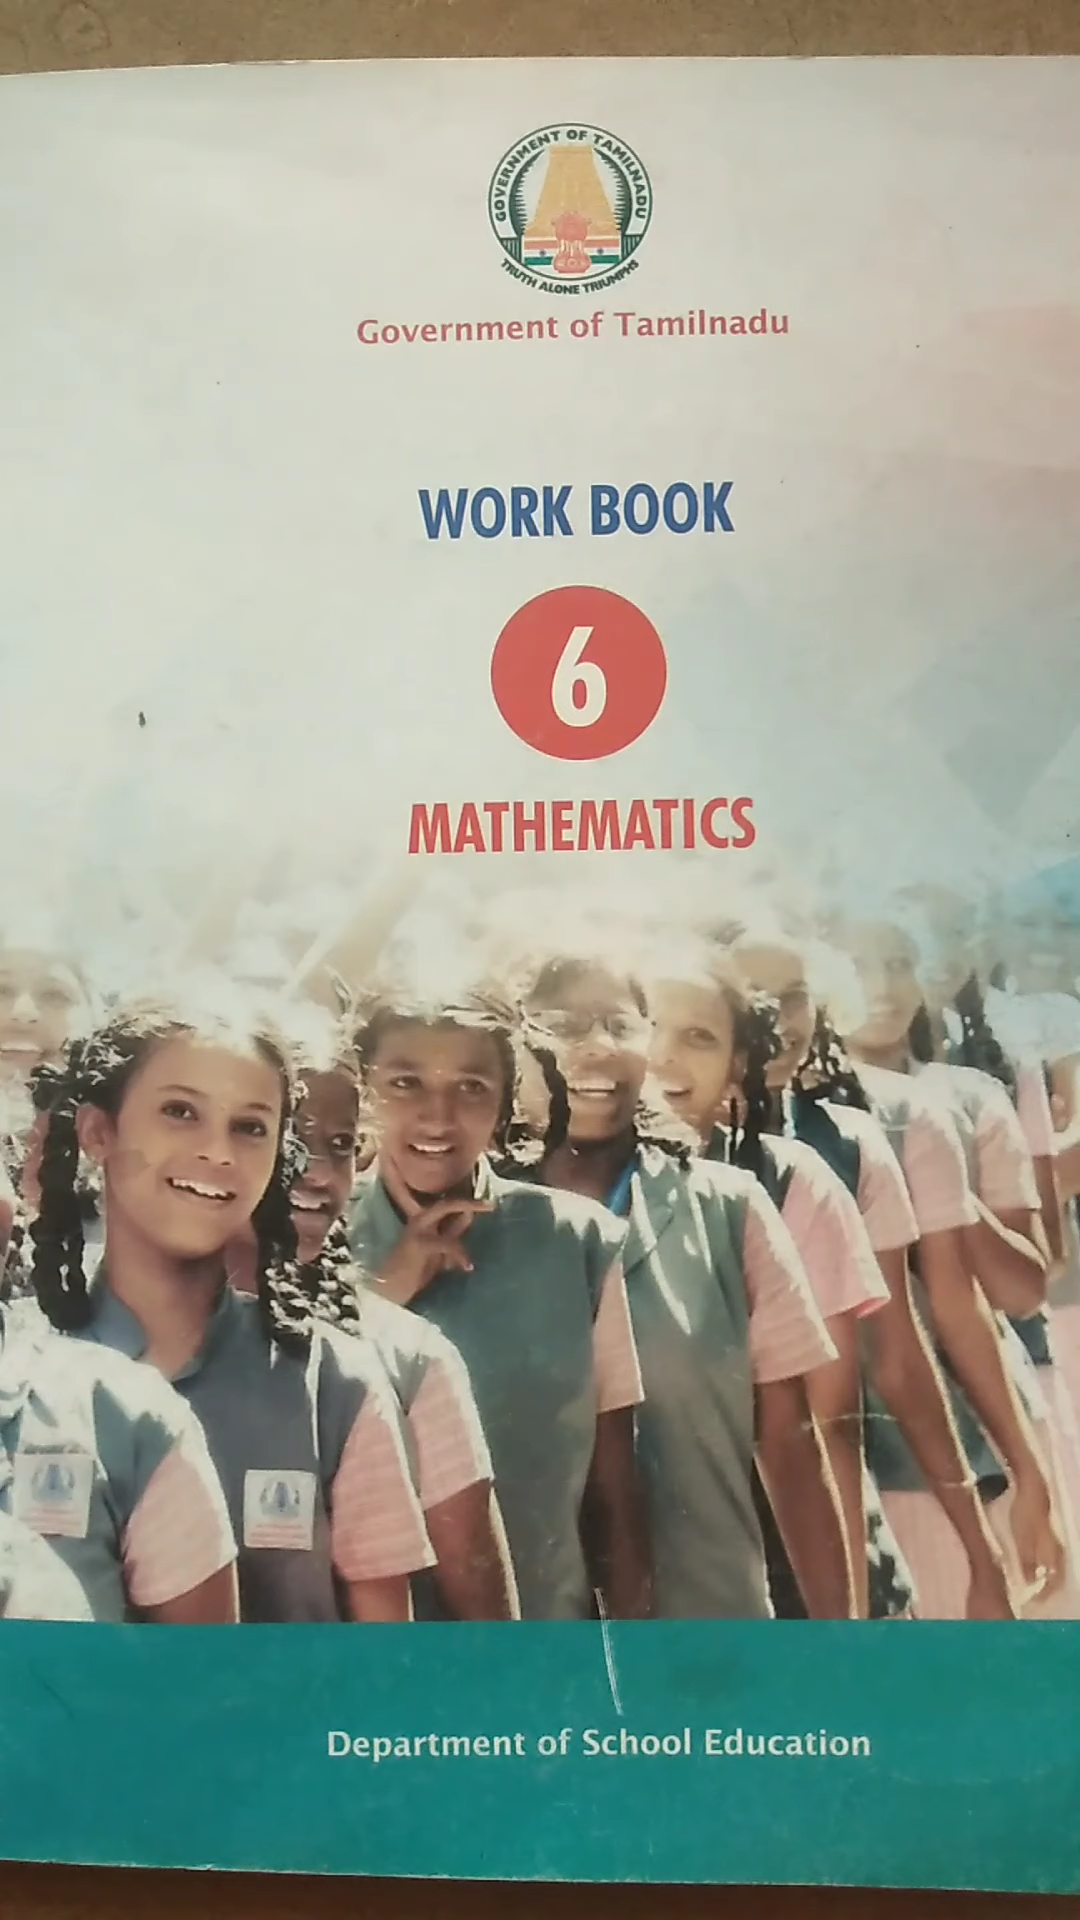 GOVERNMENT OF TAMILNADU
TRUTH ALONE TRIUMPHS
Government of Tamilnadu
WORK BOOK
6
MATHEMATICS
Department of School Education